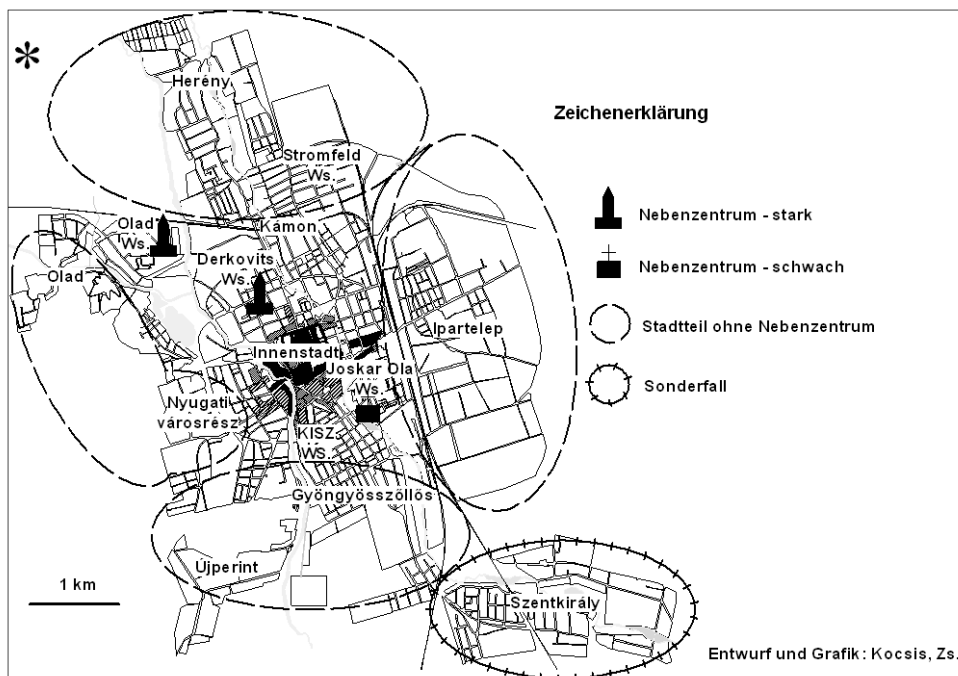 *
Herény
Zeichenerklärung
Stromfeld
Ws.
Nebenzentrum - stark
Olad
Ws.
Kámon
Derkovits
Ws.
Nebenzentrum - schwach
Olad
Ipartelep
Stadtteil ohne Nebenzentrum
Innenstadt
Joskar Ola
Ws.
Sonderfall
Nyugati
városrész
KISZ
WS.
Gyöngyösszöllös
Újperint
1 km
Szentkirály
Entwurf und Grafik: Kocsis, Zs.